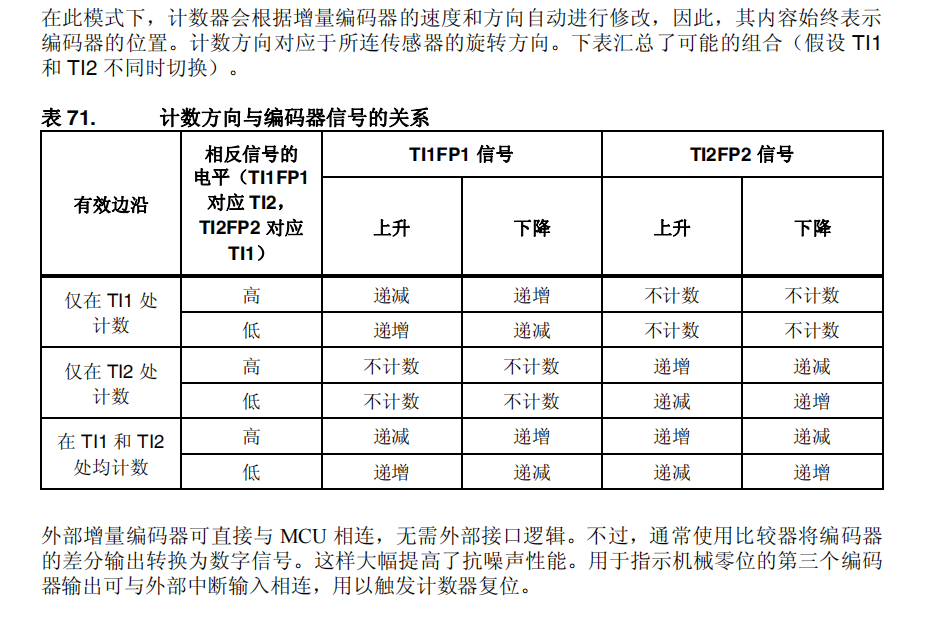 在此模式下，计数器会根据增量编码器的速度和方向自动进行修改，因此，其内容始终表示
编码器的位置。计数方向对应于所连传感器的旋转方向。下表汇总了可能的组合（假设 TI1
和 TI2 不同时切换）。
表 71. 计数方向与编码器信号的关系
有效边沿
相反信号的
电平（TI1FP1
对应 TI2，
TI2FP2 对应
TI1）
TI1FP1 信号
TI2FP2 信号
上升
下降
上升
下降
仅在 TI1 处
计数
高 递减 递增 不计数 不计数
低 递增 递减 不计数 不计数
仅在 TI2 处
计数
高 不计数 不计数 递增 递减
低 不计数 不计数 递减 递增
在 TI1 和 TI2
处均计数
高 递减 递增 递增 递减
低 递增 递减 递减 递增
外部增量编码器可直接与 MCU 相连，无需外部接口逻辑。不过，通常使用比较器将编码器
的差分输出转换为数字信号。这样大幅提高了抗噪声性能。用于指示机械零位的第三个编码
器输出可与外部中断输入相连，用以触发计数器复位。